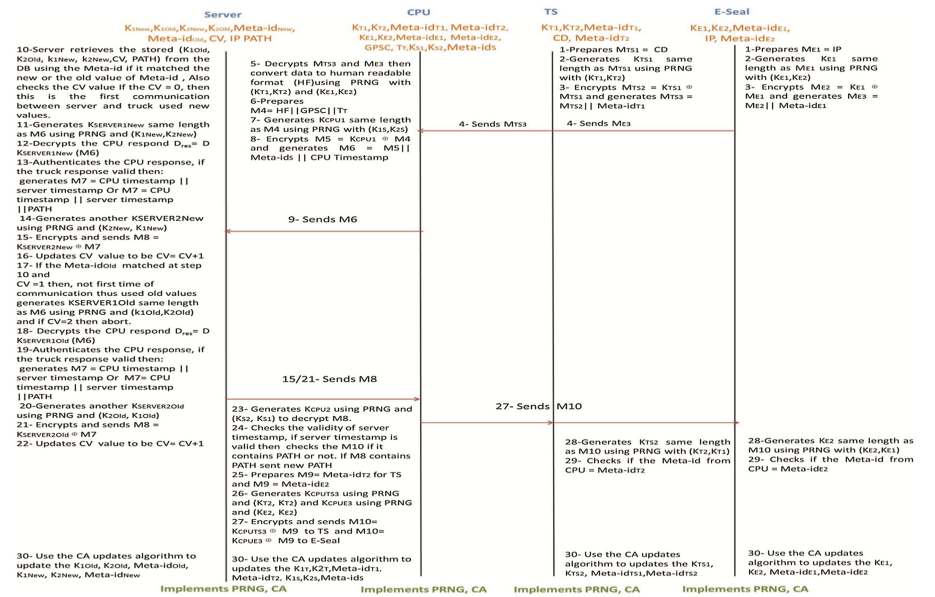 Server
CPU
TS
E-Seal
K1New,K1Old,K2New,K2Old,Meta-idNew,
Meta-idOld, CV, IP PATH
KT1,KT2,Meta-idT1, Meta-idT2,
KE1,KE2,Meta-idE1, Meta-idE2,
GPSC, TT,KS1,KS2,Meta-ids
KT1,KT2,Meta-idT1,
CD, Meta-idT2
KE1,KE2,Meta-idE1,
IP, Meta-idE2
10-Server retrieves the stored (K1Old,
K2Old, k1New, k2New,CV, PATH) from the
DB using the Meta-id if it matched the
new or the old value of Meta-id , Also
checks the CV value If the CV = 0, then
this is the first communication
between server and truck used new
values.
11-Generates KSERVER1New same length
as M6 using PRNG and (K1New,K2New)
12-Decrypts the CPU respond Dres= D
KSERVER1New (M6)
13-Authenticates the CPU response, if
the truck response valid then:
generates M7 = CPU timestamp ||
server timestamp Or M7 = CPU
timestamp || server timestamp
||PATH
14-Generates another KSERVER2New
using PRNG and (K2New, K1New)
15- Encrypts and sends M8 =
KSERVER2New ⊕ M7
16- Updates CV value to be CV=CV+1
17- If the Meta-idOld matched at step
10 and
CV =1 then, not first time of
communication thus used old values
generates KSERVER1Old same length
as M6 using PRNG and (k1Old,K2Old)
and if CV=2 then abort.
18- Decrypts the CPU respond Dres= D
KSERVER1Old (M6)
19-Authenticates the CPU response, if
the truck response valid then:
generates M7 = CPU timestamp ||
server timestamp Or M7= CPU
timestamp || server timestamp
||PATH
20-Generates another KSERVER2Old
using PRNG and (K2Old, K1Old)
21- Encrypts and sends M8 =
KSERVER2Old ⊕ M7
22- Updates CV value to be CV= CV+1
5- Decrypts MTS3 and ME3 then
convert data to human readable
format (HF)using PRNG with
(KT1,KT2) and (KE1,KE2)
6-Prepares
M4= HF||GPSC||TT
7- Generates KCPU1 same length
as M4 using PRNG with (K1S,K2S)
8- Encrypts M5 = KCPU1 ⊕ M4
and generates M6 = M5||
Meta-ids || CPU Timestamp
1-Prepares MTS1 = CD
2-Generates KTS1 same
length as MTS1 using PRNG
with (KT1,KT2)
3- Encrypts MTS2 = KTS1 ⊕
MTS1 and generates MTS3 =
MTS2|| Meta-idT1
1-Prepares ME1 = IP
2-Generates KE1 same
length as ME1 using PRNG
with (KE1,KE2)
3- Encrypts ME2 = KE1 ⊕
ME1 and generates ME3 =
ME2|| Meta-idE1
4- Sends MTS3
4- Sends ME3
9- Sends M6
15/21- Sends M8
27- Sends M10
23- Generates KCPU2 using PRNG and
(KS2, KS1) to decrypt M8.
24- Checks the validity of server
timestamp, if server timestamp is
valid then checks the M10 if it
contains PATH or not. If M8 contains
PATH sent new PATH
25- Prepares M9= Meta-idT2 for TS
and M9 = Meta-idE2
26- Generates KCPUTS3 using PRNG
and (KT2, KT2) and KCPUE3 using PRNG
and (KE2, KE2)
27- Encrypts and sends M10=
KCPUTS3 ⊕ M9 to TS and M10=
KCPUE3 ⊕ M9 to E-Seal
28-Generates KTS2 same length
as M10 using PRNG with (KT2,KT1)
29- Checks if the Meta-id from
CPU = Meta-idT2
28-Generates KE2 same length as
M10 using PRNG with (KE2,KE1)
29- Checks if the Meta-id from
CPU = Meta-idE2
30- Use the CA updates algorithm to
update the K1Old, K2Old, Meta-idOld,
K1New, K2New, Meta-idNew
30- Use the CA updates algorithm to
updates the K1T,K2T,Meta-idT1,
Meta-idT2, K1S,K2S,Meta-ids
30- Use the CA updates
algorithm to updates the KTS1,
KTS2, Meta-idTS1,Meta-idTS2
30- Use the CA updates
algorithm to updates the KE1,
KE2, Meta-idE1,Meta-idE2
Implements PRNG, CA
Implements PRNG, CA
Implements PRNG, CA
Implements PRNG, CA